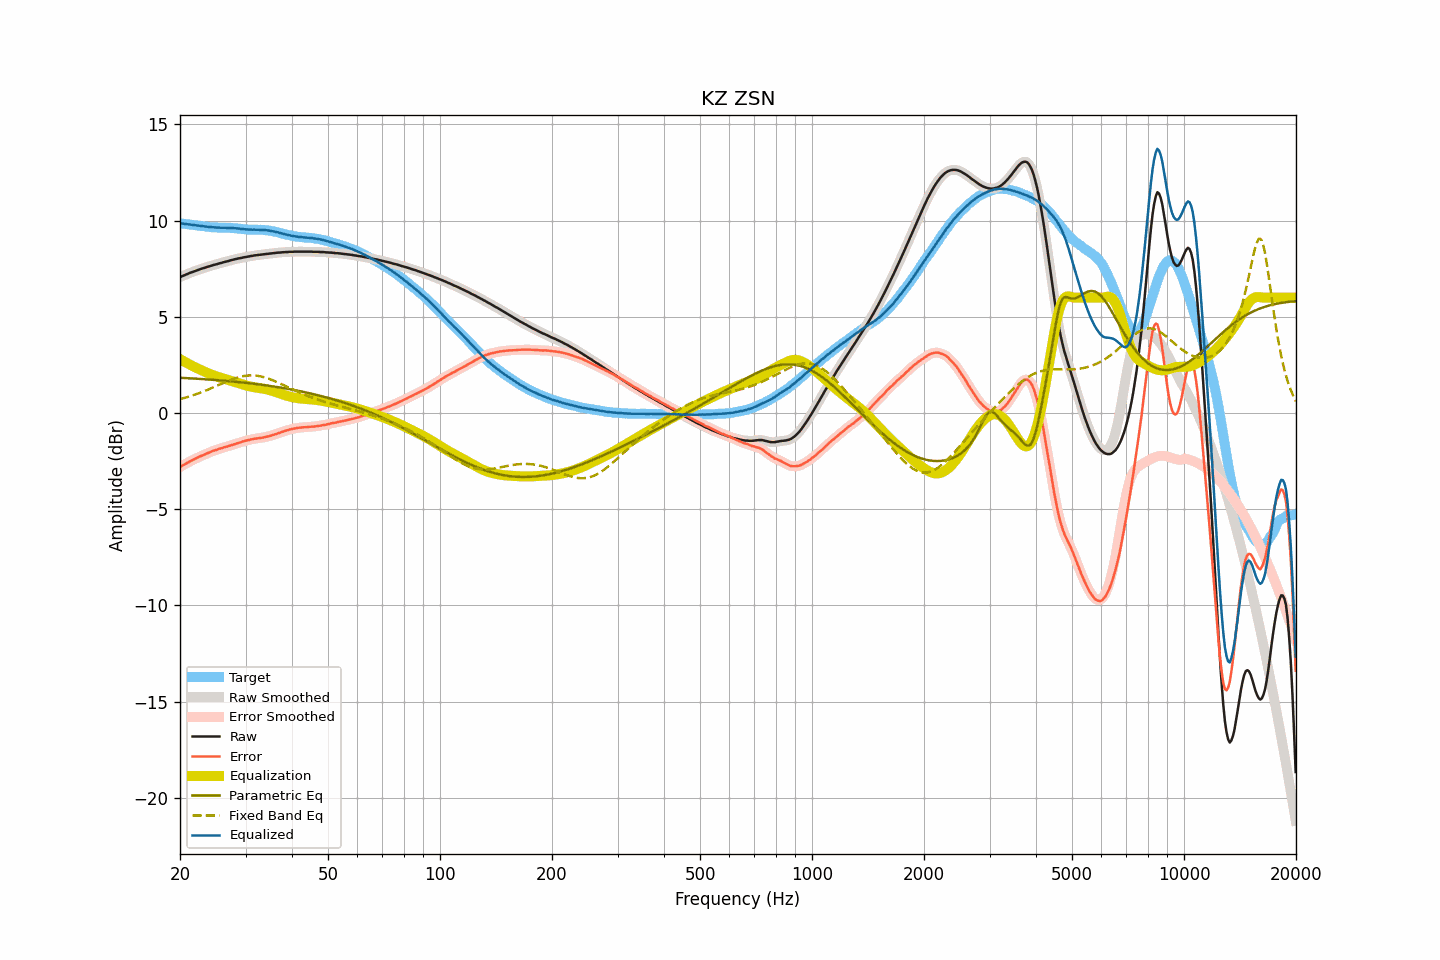 KZ ZSN
15
10
5
0
−5
−10
−15
−20
Amplitude (dBr)
Target
Raw Smoothed
Error Smoothed
Raw
Error
Equalization
Parametric Eq
Fixed Band Eq
Equalized
20 50 100 200 500 1000 2000 5000 10000 20000
Frequency (Hz)